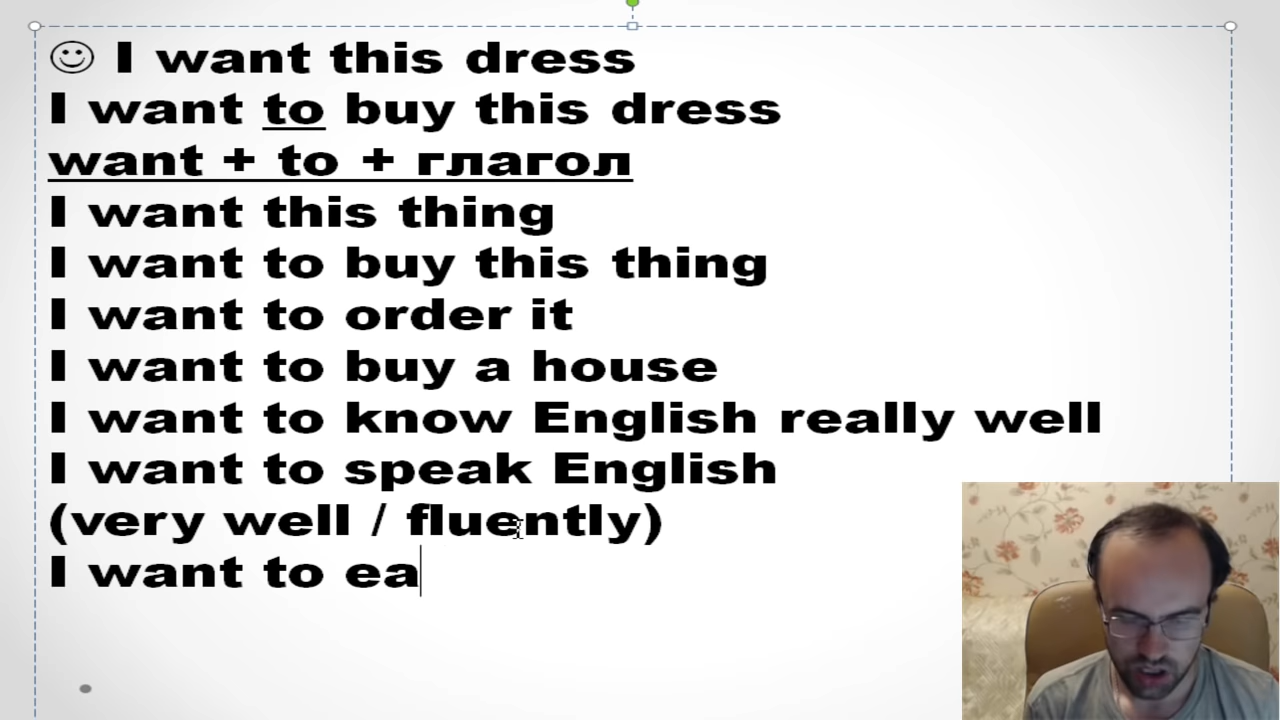 ☺ I want this dress
I want to buy this dress
want + to + глагол
I want this thing
I want to buy this thing
I want to order it
I want to buy a house
I want to know English really well
I want to speak English
(very well / fluently)
I want to ea